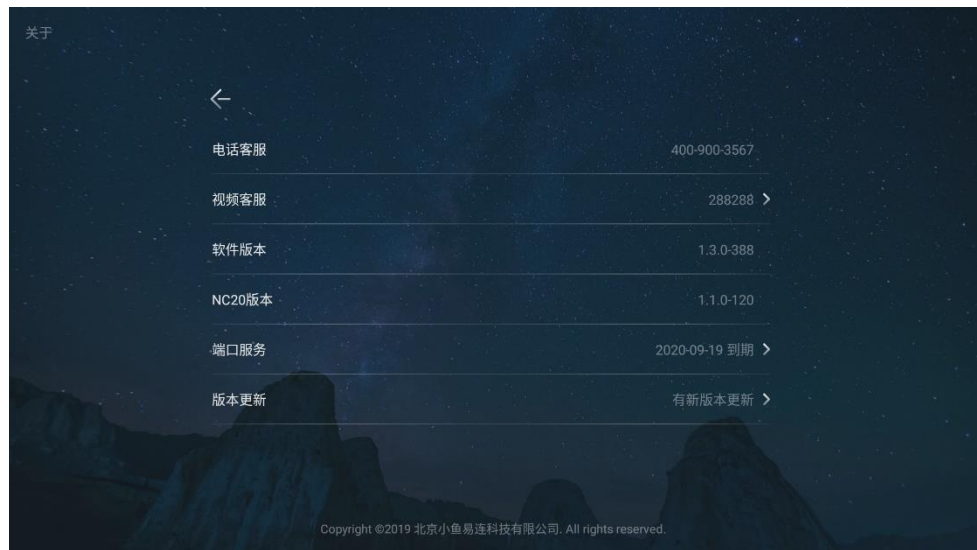 关于
电话客服 400-900-3567
视频客服 288288
软件版本 1.3.0-388
NC20版本 1.1.0-120
端口服务 2020-09-19 到期
版本更新 有新版本更新
Copyright ©2019 北京小鱼易连科技有限公司. All rights reserved.